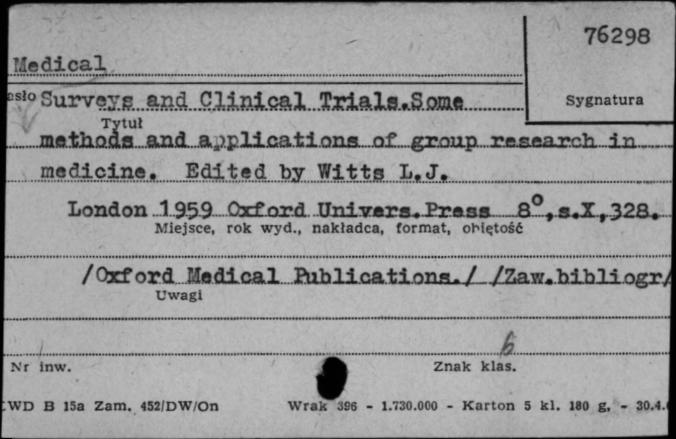 76298
Medical
asło Surveys and Clinical Trials.Some Sygnatura
Tytuł
methods and applications of group research in
medicine. Edited by Witts L.J.
London 1959 Oxford Univers.Press 8°,s.X,328.
Miejsce, rok wyd., nakładca, format, objętość
/Oxford Medical Publications./ /Zaw.bibliogr/
Uwagi
6
Nr inw. Znak klas.
WD B 15a Zam. 452/DW/On Wrak 396 - 1.730.000 - Karton 5 kl. 180 g. - 30.4.